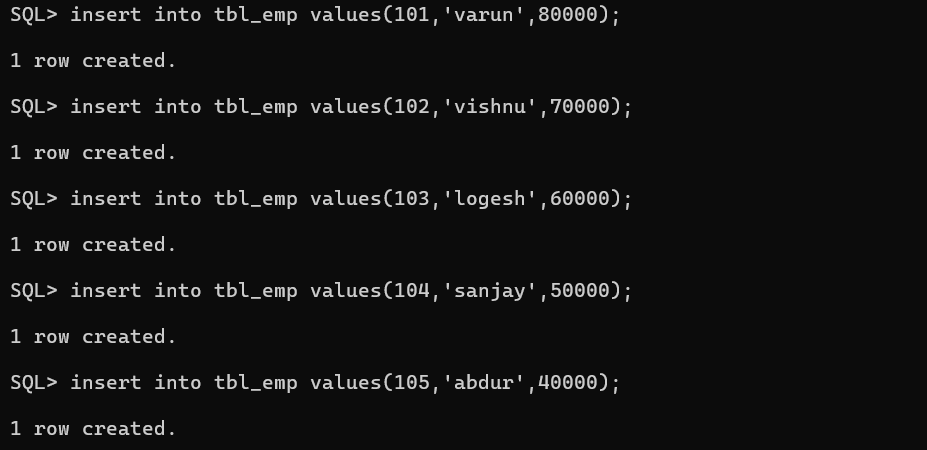 SQL> insert into tbl_emp values(101,'varun',80000);
1 row created.
SQL> insert into tbl_emp values(102,'vishnu',70000);
1 row created.
SQL> insert into tbl_emp values(103,'logesh',60000);
1 row created.
SQL> insert into tbl_emp values(104,'sanjay',50000);
1 row created.
SQL> insert into tbl_emp values(105,'abdur',40000);
1 row created.